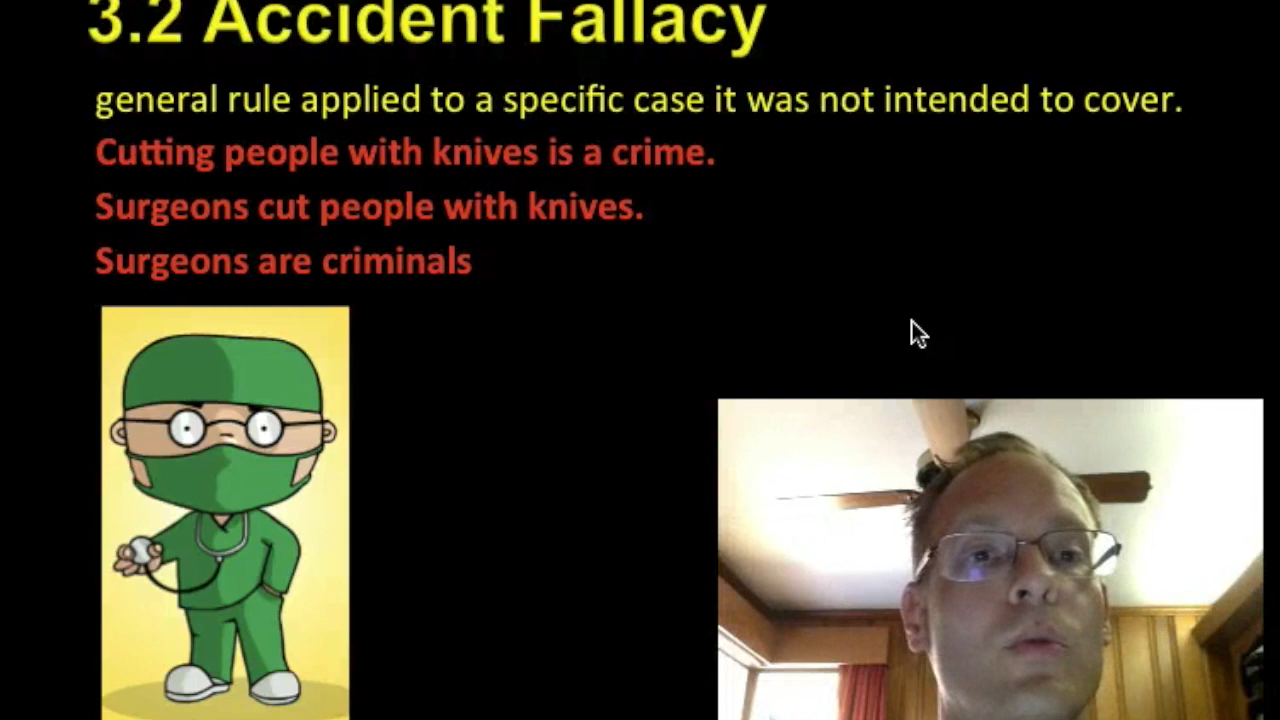 3.2 Accident Fallacy
general rule applied to a specific case it was not intended to cover.
Cutting people with knives is a crime.
Surgeons cut people with knives.
Surgeons are criminals